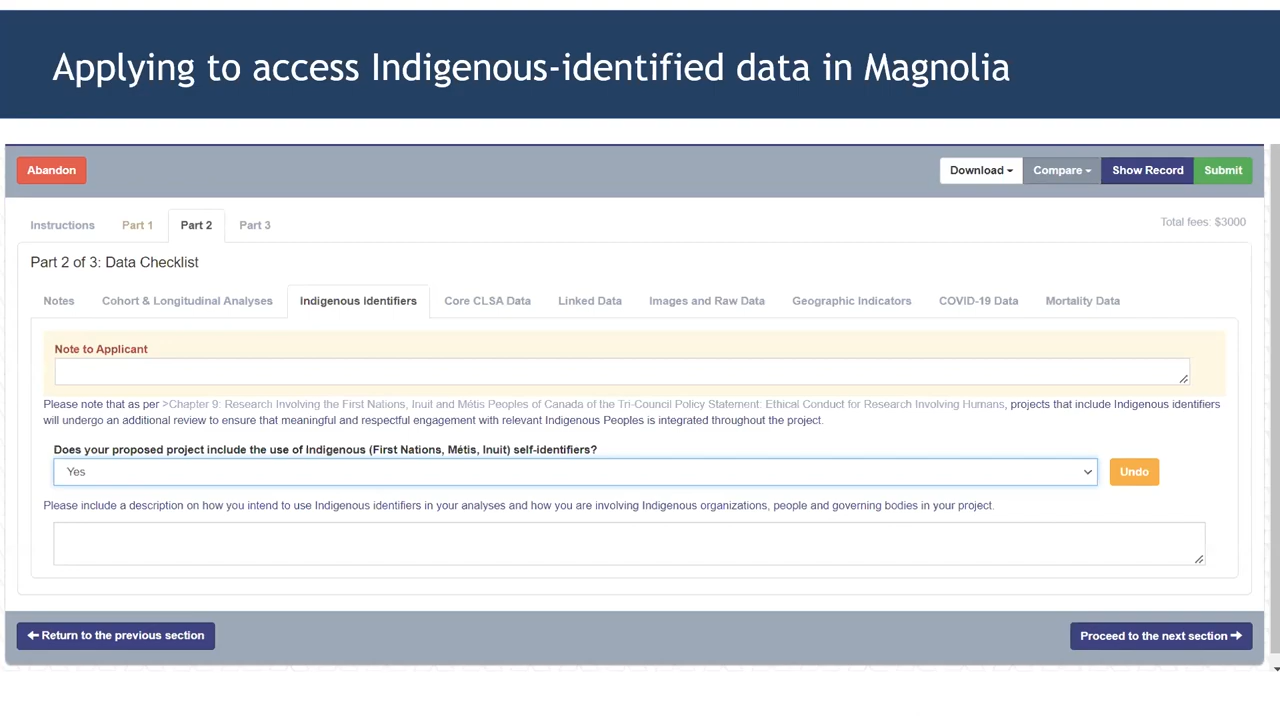 Applying to access Indigenous-identified data in Magnolia
Abandon
Download
Compare
Show Record
Submit
Instructions
Part 1
Part 2
Part 3
Total fees: $3000
Part 2 of 3: Data Checklist
Notes
Cohort & Longitudinal Analyses
Indigenous Identifiers
Core CLSA Data
Linked Data
Images and Raw Data
Geographic Indicators
COVID-19 Data
Mortality Data
Note to Applicant
Please note that as per >Chapter 9: Research Involving the First Nations, Inuit and Métis Peoples of Canada of the Tri-Council Policy Statement: Ethical Conduct for Research Involving Humans, projects that include Indigenous identifiers
will undergo an additional review to ensure that meaningful and respectful engagement with relevant Indigenous Peoples is integrated throughout the project.
Does your proposed project include the use of Indigenous (First Nations, Métis, Inuit) self-identifiers?
Yes
Undo
Please include a description on how you intend to use Indigenous identifiers in your analyses and how you are involving Indigenous organizations, people and governing bodies in your project.
Return to the previous section
Proceed to the next section